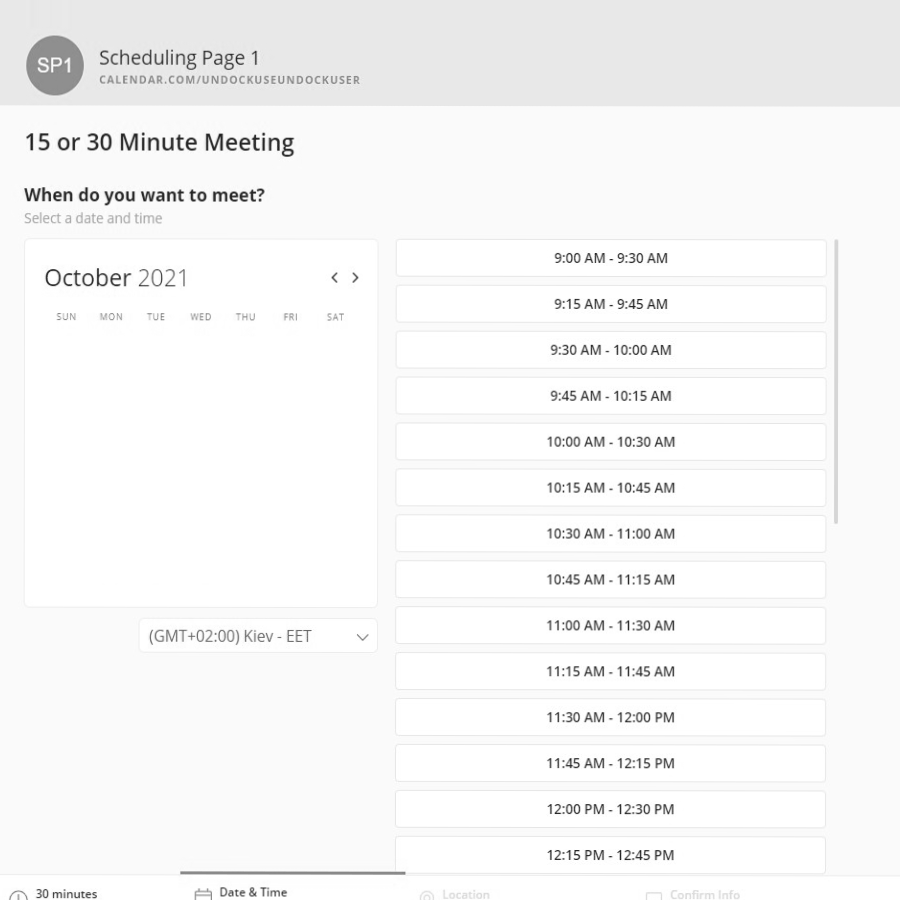 SP1
Scheduling Page 1
CALENDAR.COM/UNDOCKUSEUNDOCKUSER
15 or 30 Minute Meeting
When do you want to meet?
Select a date and time
October 2021
SUN MON TUE WED THU FRI SAT
(GMT+02:00) Kiev - EET
9:00 AM - 9:30 AM
9:15 AM - 9:45 AM
9:30 AM - 10:00 AM
9:45 AM - 10:15 AM
10:00 AM - 10:30 AM
10:15 AM - 10:45 AM
10:30 AM - 11:00 AM
10:45 AM - 11:15 AM
11:00 AM - 11:30 AM
11:15 AM - 11:45 AM
11:30 AM - 12:00 PM
11:45 AM - 12:15 PM
12:00 PM - 12:30 PM
12:15 PM - 12:45 PM
30 minutes
Date & Time
Location
Confirm Info